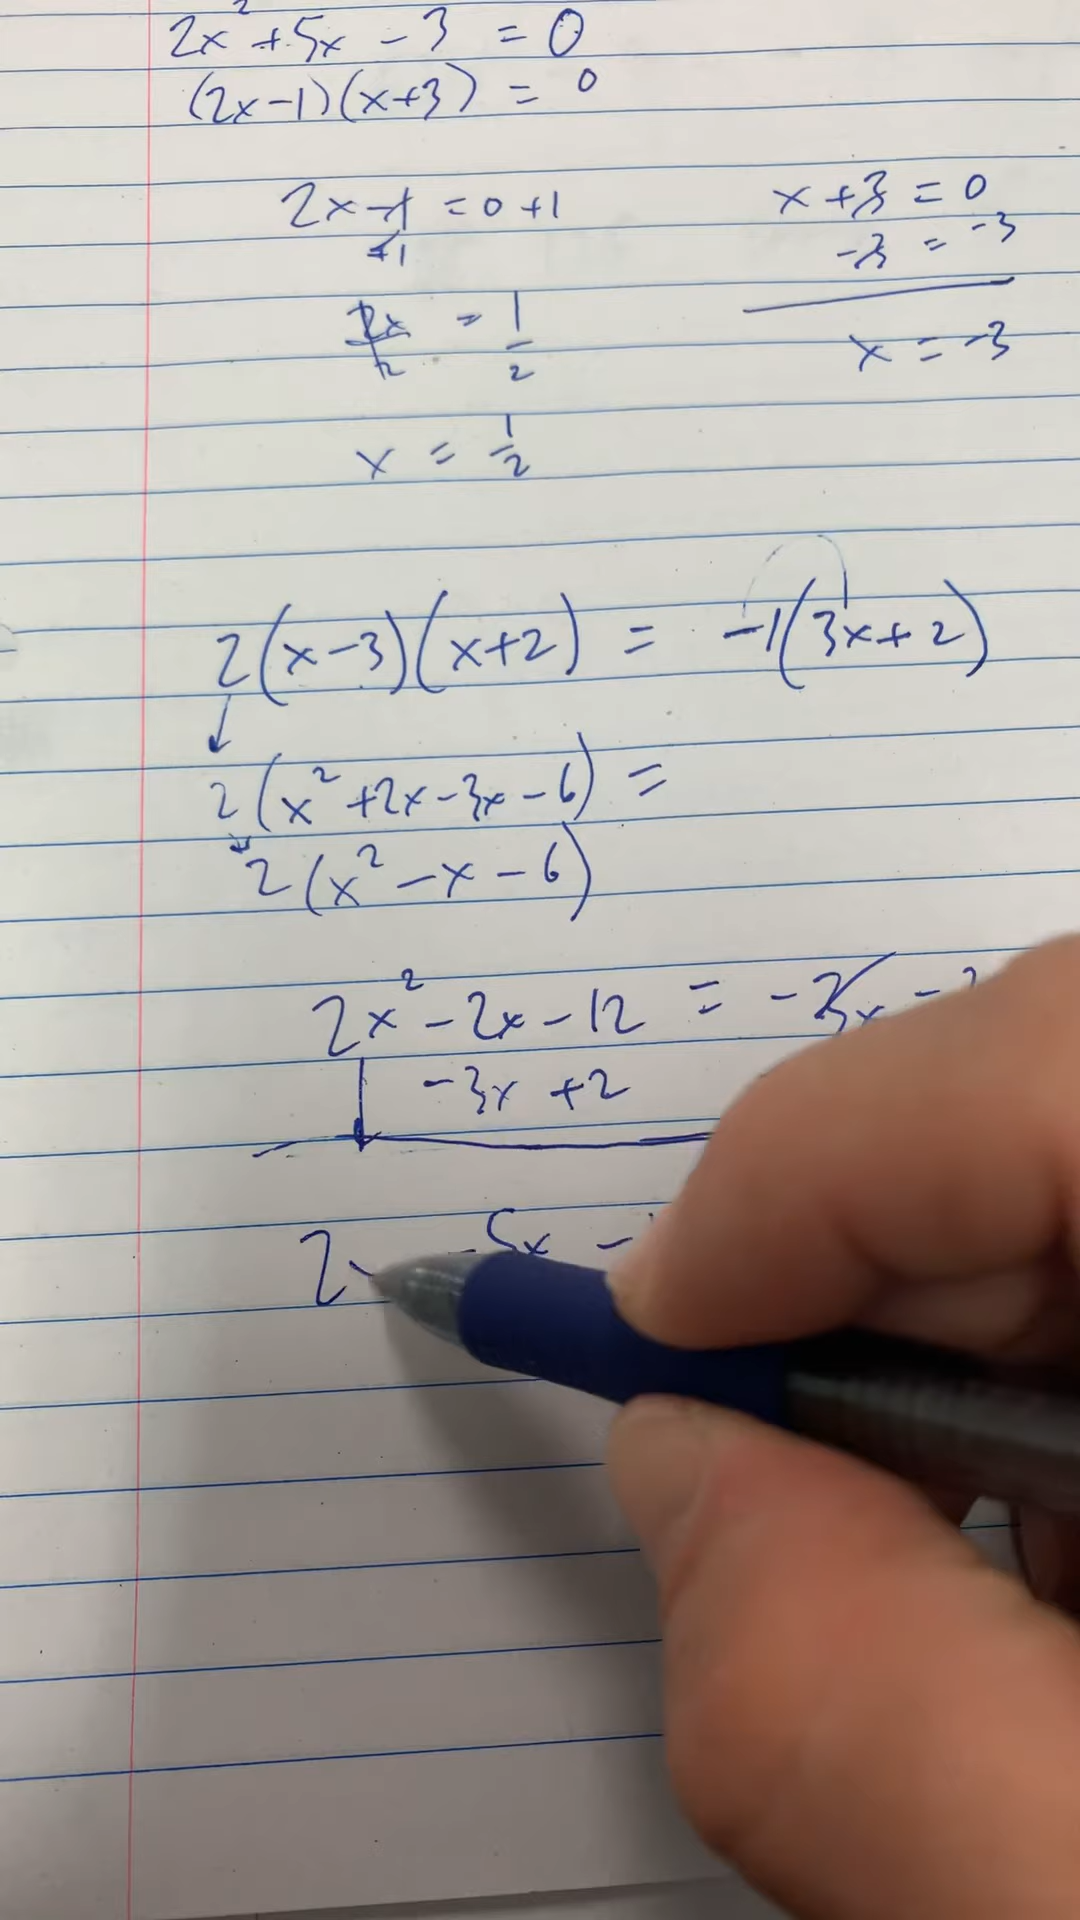 2x² + 5x - 3 = 0
(2x-1)(x+3) = 0
2x-1 = 0+1
+1
x+3 = 0
-3 = -3
2x = 1
2 2
x = -3
x = 1/2
2(x-3)(x+2) = -1(3x+2)
2(x²+2x-3x-6) =
2(x²-x-6)
2x²-2x-12 = -3x -
-3x +2
2x -5x -